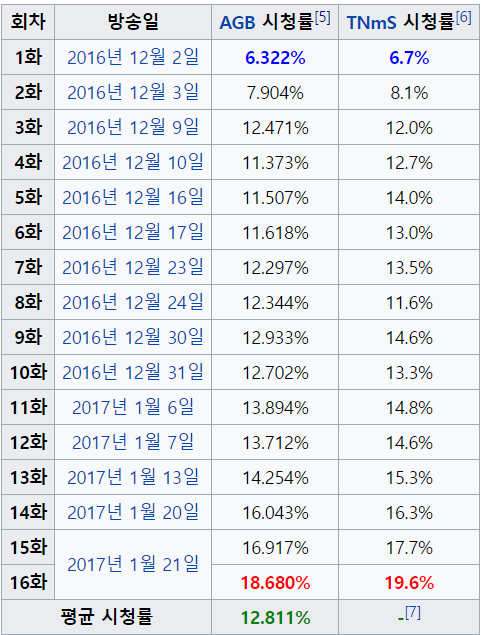 회차 방송일 AGB 시청률[5] TNmS 시청률[6]
1화 2016년 12월 2일 6.322% 6.7%
2화 2016년 12월 3일 7.904% 8.1%
3화 2016년 12월 9일 12.471% 12.0%
4화 2016년 12월 10일 11.373% 12.7%
5화 2016년 12월 16일 11.507% 14.0%
6화 2016년 12월 17일 11.618% 13.0%
7화 2016년 12월 23일 12.297% 13.5%
8화 2016년 12월 24일 12.344% 11.6%
9화 2016년 12월 30일 12.933% 14.6%
10화 2016년 12월 31일 12.702% 13.3%
11화 2017년 1월 6일 13.894% 14.8%
12화 2017년 1월 7일 13.712% 14.6%
13화 2017년 1월 13일 14.254% 15.3%
14화 2017년 1월 20일 16.043% 16.3%
15화 2017년 1월 21일 16.917% 17.7%
16화 18.680% 19.6%
평균 시청률 12.811% -[7]